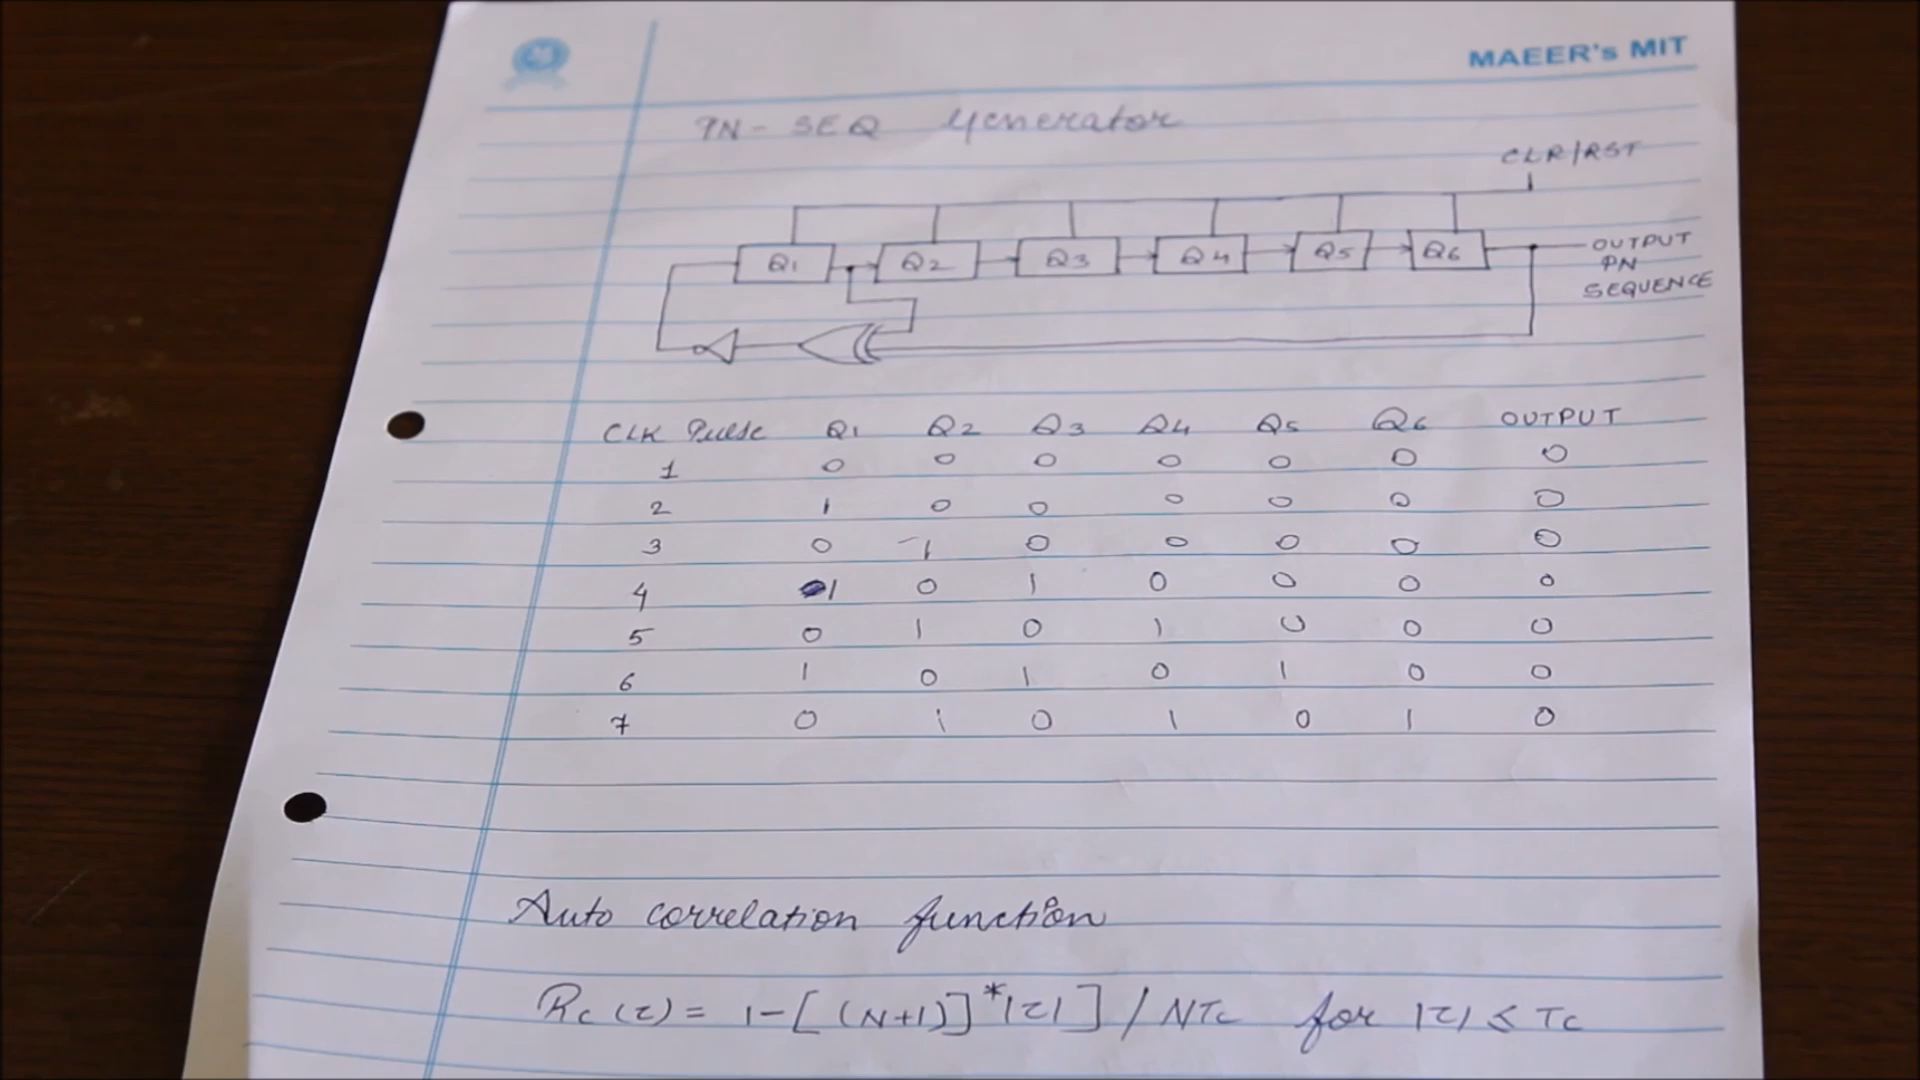 MAEER's MIT
PN- SEQ Generator
CLR/RST
Q1 Q2 Q3 Q4 Q5 Q6
OUTPUT
PN
SEQUENCE
CLK Pulse Q1 Q2 Q3 Q4 Q5 Q6 OUTPUT
1 0 0 0 0 0 0 0
2 1 0 0 0 0 0 0
3 0 1 0 0 0 0 0
4 1 0 1 0 0 0 0
5 0 1 0 1 0 0 0
6 1 0 1 0 1 0 0
7 0 1 0 1 0 1 0
Auto correlation function
Rc(τ) = 1-[(N+1)]*|τ|]/NTc for |τ| ≤ Tc